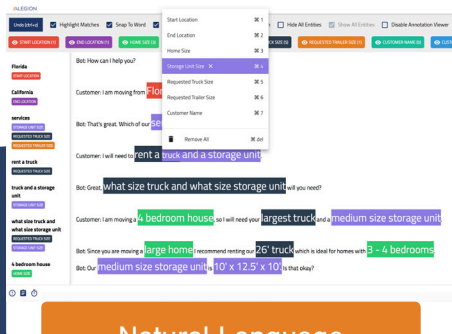 ALEGION
Undo (ctrl+z)
Highlight Matches
Snap To Word
Hide All Entities
Show All Entities
Disable Annotation Viewer
START LOCATION (1)
END LOCATION (1)
HOME SIZE (3)
TRUCK SIZE (5)
REQUESTED TRAILER SIZE (1)
CUSTOMER NAME (0)
Start Location ⌘ 1
End Location ⌘ 2
Home Size ⌘ 3
Storage Unit Size × ⌘ 4
Requested Truck Size ⌘ 5
Requested Trailer Size ⌘ 6
Customer Name ⌘ 7
Remove All ⌘ del
Florida
START LOCATION
California
END LOCATION
services
STORAGE UNIT SIZE
REQUESTED TRUCK SIZE
REQUESTED TRAILER SIZE
rent a truck
REQUESTED TRUCK SIZE
truck and a storage
unit
STORAGE UNIT SIZE
what size truck and
what size storage unit
REQUESTED TRUCK SIZE
STORAGE UNIT SIZE
4 bedroom house
HOME SIZE
Bot: How can I help you?
Customer: I am moving from Flor
Bot: That's great. Which of our se
Customer: I will need to rent a truck and a storage unit
Bot: Great, what size truck and what size storage unit will you need?
Customer: I am moving a 4 bedroom house, so I will need your largest truck and a medium size storage unit
Bot: Since you are moving a large home I recommend renting our 26' truck which is ideal for homes with 3 - 4 bedrooms
Bot: Our medium size storage unit is 10' x 12.5' x 10'. Is that okay?
Natural Language